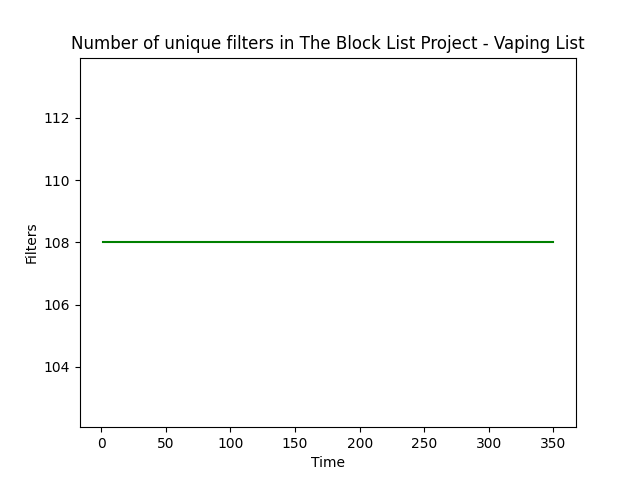 Number of unique filters in The Block List Project - Vaping List
112
110
108
106
104
Filters
0 50 100 150 200 250 300 350
Time